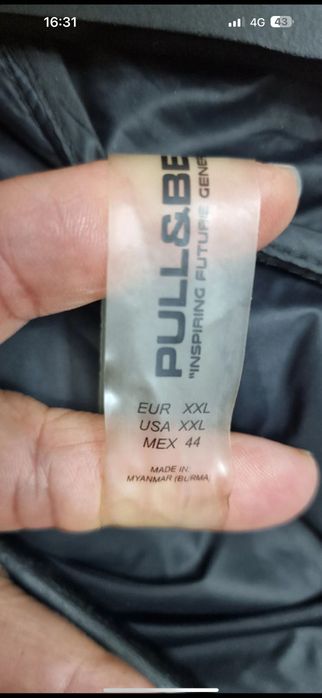 16:31
4G 43
PULL&BE
"INSPIRING FUTURE GENE
EUR XXL
USA XXL
MEX 44
MADE IN:
MYANMAR (BURMA)